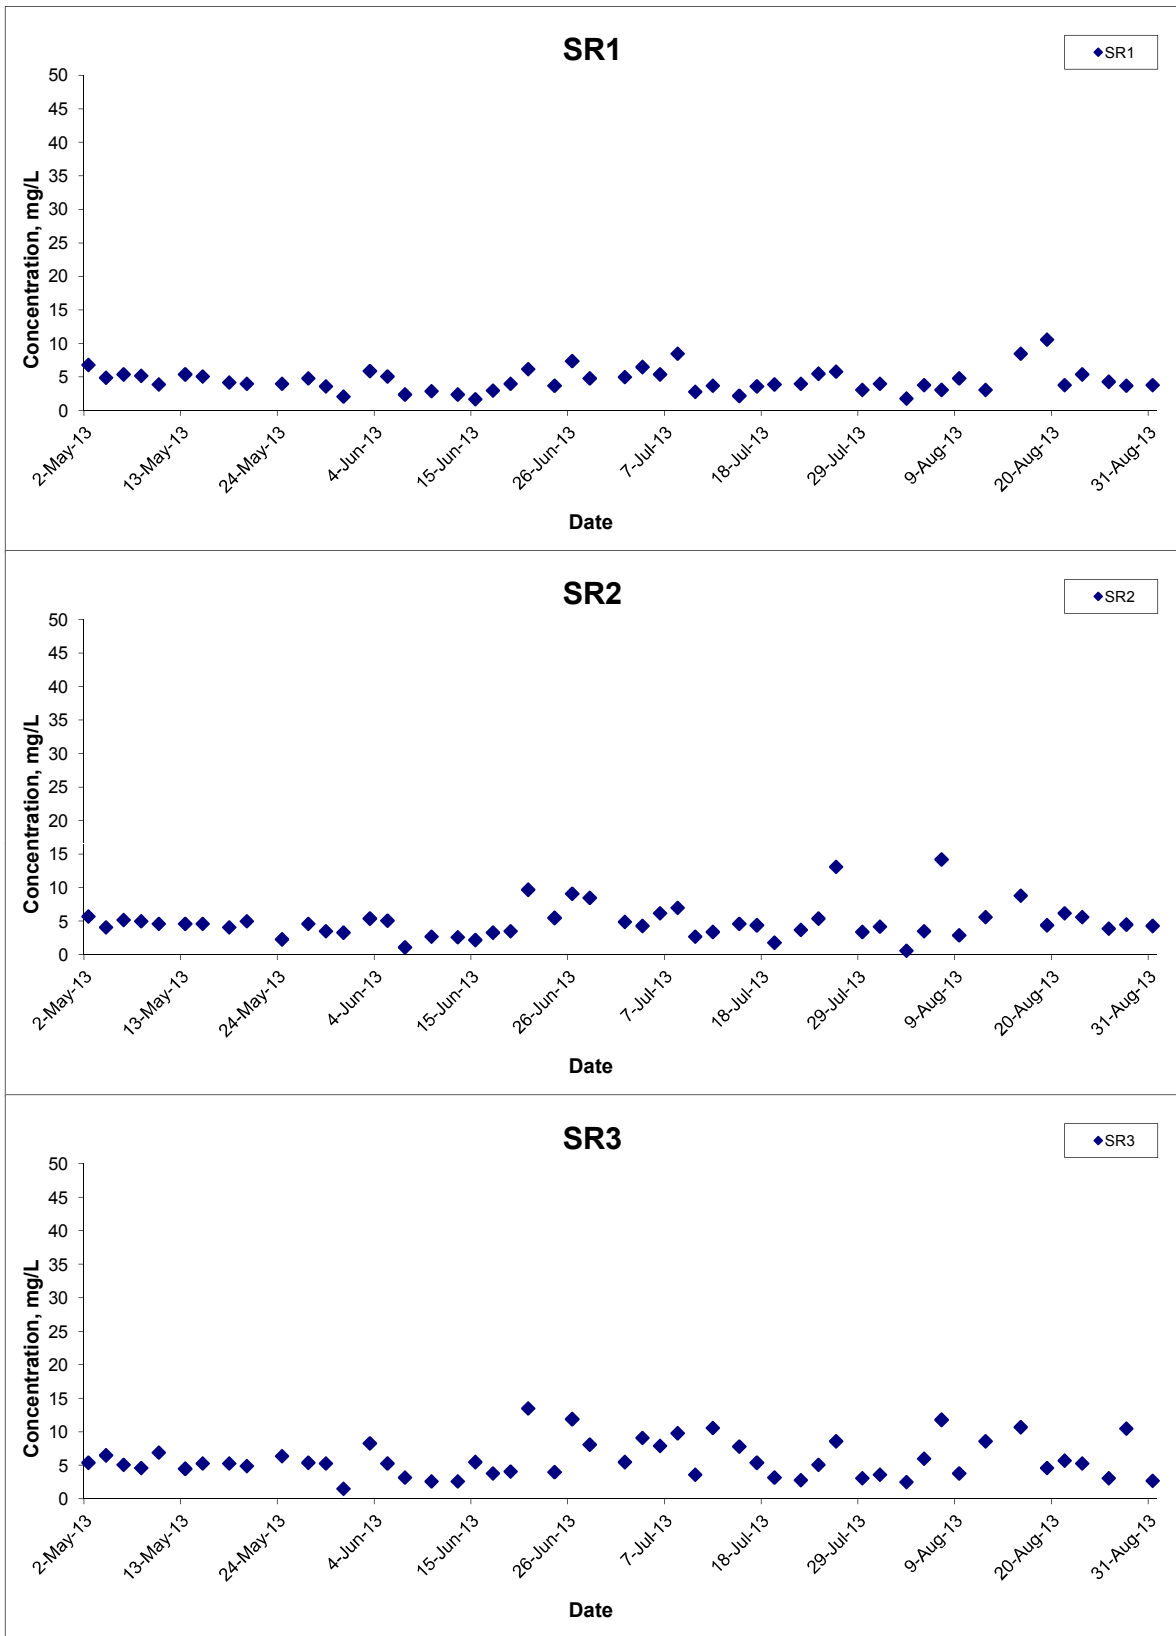 SR1
SR1
50
45
40
35
30
25
20
15
10
5
0
Concentration, mg/L
2-May-13
13-May-13
24-May-13
4-Jun-13
15-Jun-13
26-Jun-13
7-Jul-13
18-Jul-13
29-Jul-13
9-Aug-13
20-Aug-13
31-Aug-13
Date
SR2
SR2
50
45
40
35
30
25
20
15
10
5
0
Concentration, mg/L
2-May-13
13-May-13
24-May-13
4-Jun-13
15-Jun-13
26-Jun-13
7-Jul-13
18-Jul-13
29-Jul-13
9-Aug-13
20-Aug-13
31-Aug-13
Date
SR3
SR3
50
45
40
35
30
25
20
15
10
5
0
Concentration, mg/L
2-May-13
13-May-13
24-May-13
4-Jun-13
15-Jun-13
26-Jun-13
7-Jul-13
18-Jul-13
29-Jul-13
9-Aug-13
20-Aug-13
31-Aug-13
Date